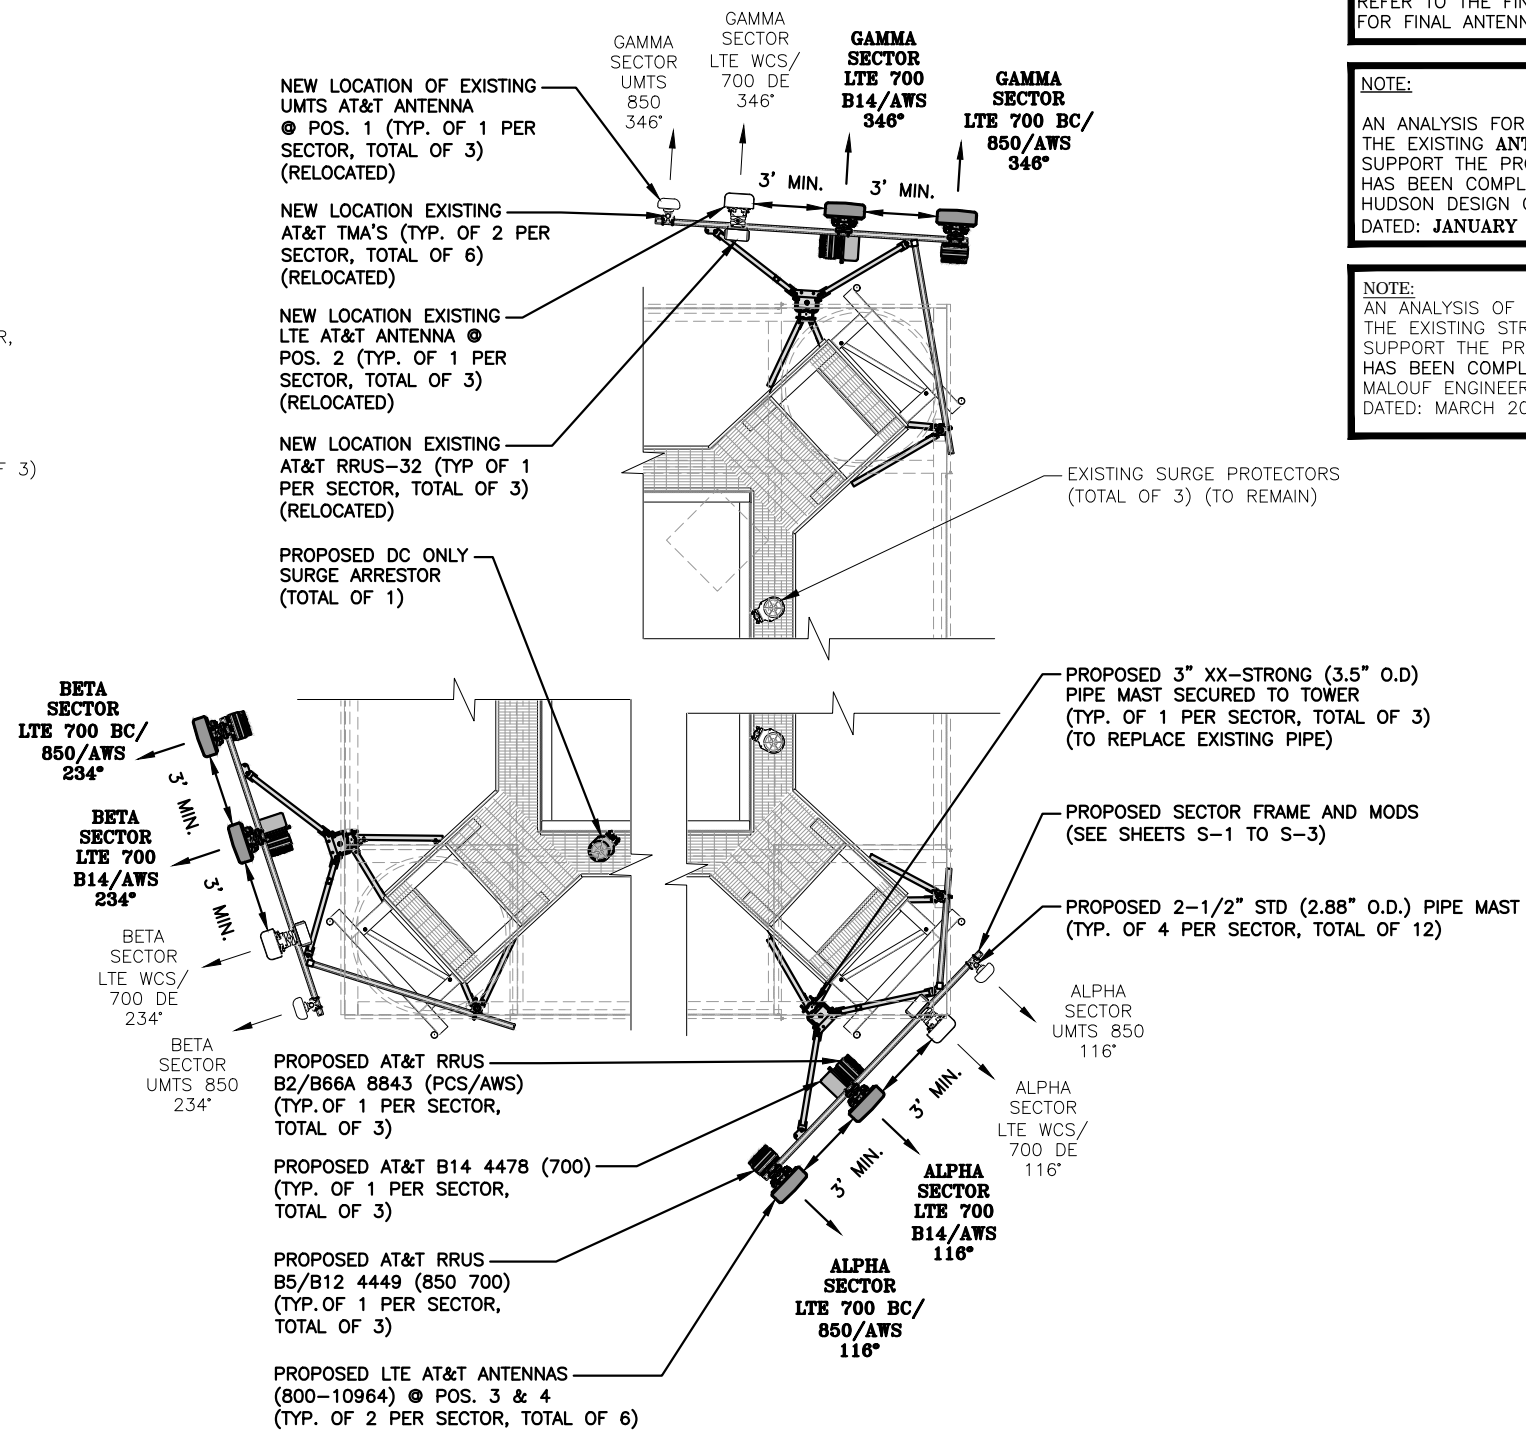 GAMMA
SECTOR
UMTS
850
346°
GAMMA
SECTOR
LTE WCS/
700 DE
346°
GAMMA
SECTOR
LTE 700
B14/AWS
346°
GAMMA
SECTOR
LTE 700 BC/
850/AWS
346°
3' MIN.
3' MIN.
NEW LOCATION OF EXISTING
UMTS AT&T ANTENNA
@ POS. 1 (TYP. OF 1 PER
SECTOR, TOTAL OF 3)
(RELOCATED)
NEW LOCATION EXISTING
AT&T TMA'S (TYP. OF 2 PER
SECTOR, TOTAL OF 6)
(RELOCATED)
NEW LOCATION EXISTING
LTE AT&T ANTENNA @
POS. 2 (TYP. OF 1 PER
SECTOR, TOTAL OF 3)
(RELOCATED)
NEW LOCATION EXISTING
AT&T RRUS-32 (TYP OF 1
PER SECTOR, TOTAL OF 3)
(RELOCATED)
PROPOSED DC ONLY
SURGE ARRESTOR
(TOTAL OF 1)
R,
F 3)
REFER TO THE FIN
FOR FINAL ANTENN
NOTE:
AN ANALYSIS FOR
THE EXISTING ANT
SUPPORT THE PRO
HAS BEEN COMPL
HUDSON DESIGN
DATED: JANUARY
NOTE:
AN ANALYSIS OF
THE EXISTING STR
SUPPORT THE PR
HAS BEEN COMPL
MALOUF ENGINEER
DATED: MARCH 20
EXISTING SURGE PROTECTORS
(TOTAL OF 3) (TO REMAIN)
PROPOSED 3" XX-STRONG (3.5" O.D)
PIPE MAST SECURED TO TOWER
(TYP. OF 1 PER SECTOR, TOTAL OF 3)
(TO REPLACE EXISTING PIPE)
PROPOSED SECTOR FRAME AND MODS
(SEE SHEETS S-1 TO S-3)
PROPOSED 2-1/2" STD (2.88" O.D.) PIPE MAST
(TYP. OF 4 PER SECTOR, TOTAL OF 12)
BETA
SECTOR
LTE 700 BC/
850/AWS
234°
3' MIN.
BETA
SECTOR
LTE 700
B14/AWS
234°
3' MIN.
BETA
SECTOR
LTE WCS/
700 DE
234°
BETA
SECTOR
UMTS 850
234°
PROPOSED AT&T RRUS
B2/B66A 8843 (PCS/AWS)
(TYP.OF 1 PER SECTOR,
TOTAL OF 3)
PROPOSED AT&T B14 4478 (700)
(TYP. OF 1 PER SECTOR,
TOTAL OF 3)
PROPOSED AT&T RRUS
B5/B12 4449 (850 700)
(TYP.OF 1 PER SECTOR,
TOTAL OF 3)
PROPOSED LTE AT&T ANTENNAS
(800-10964) @ POS. 3 & 4
(TYP. OF 2 PER SECTOR, TOTAL OF 6)
ALPHA
SECTOR
UMTS 850
116°
3' MIN.
ALPHA
SECTOR
LTE WCS/
700 DE
116°
3' MIN.
ALPHA
SECTOR
LTE 700
B14/AWS
116°
ALPHA
SECTOR
LTE 700 BC/
850/AWS
116°